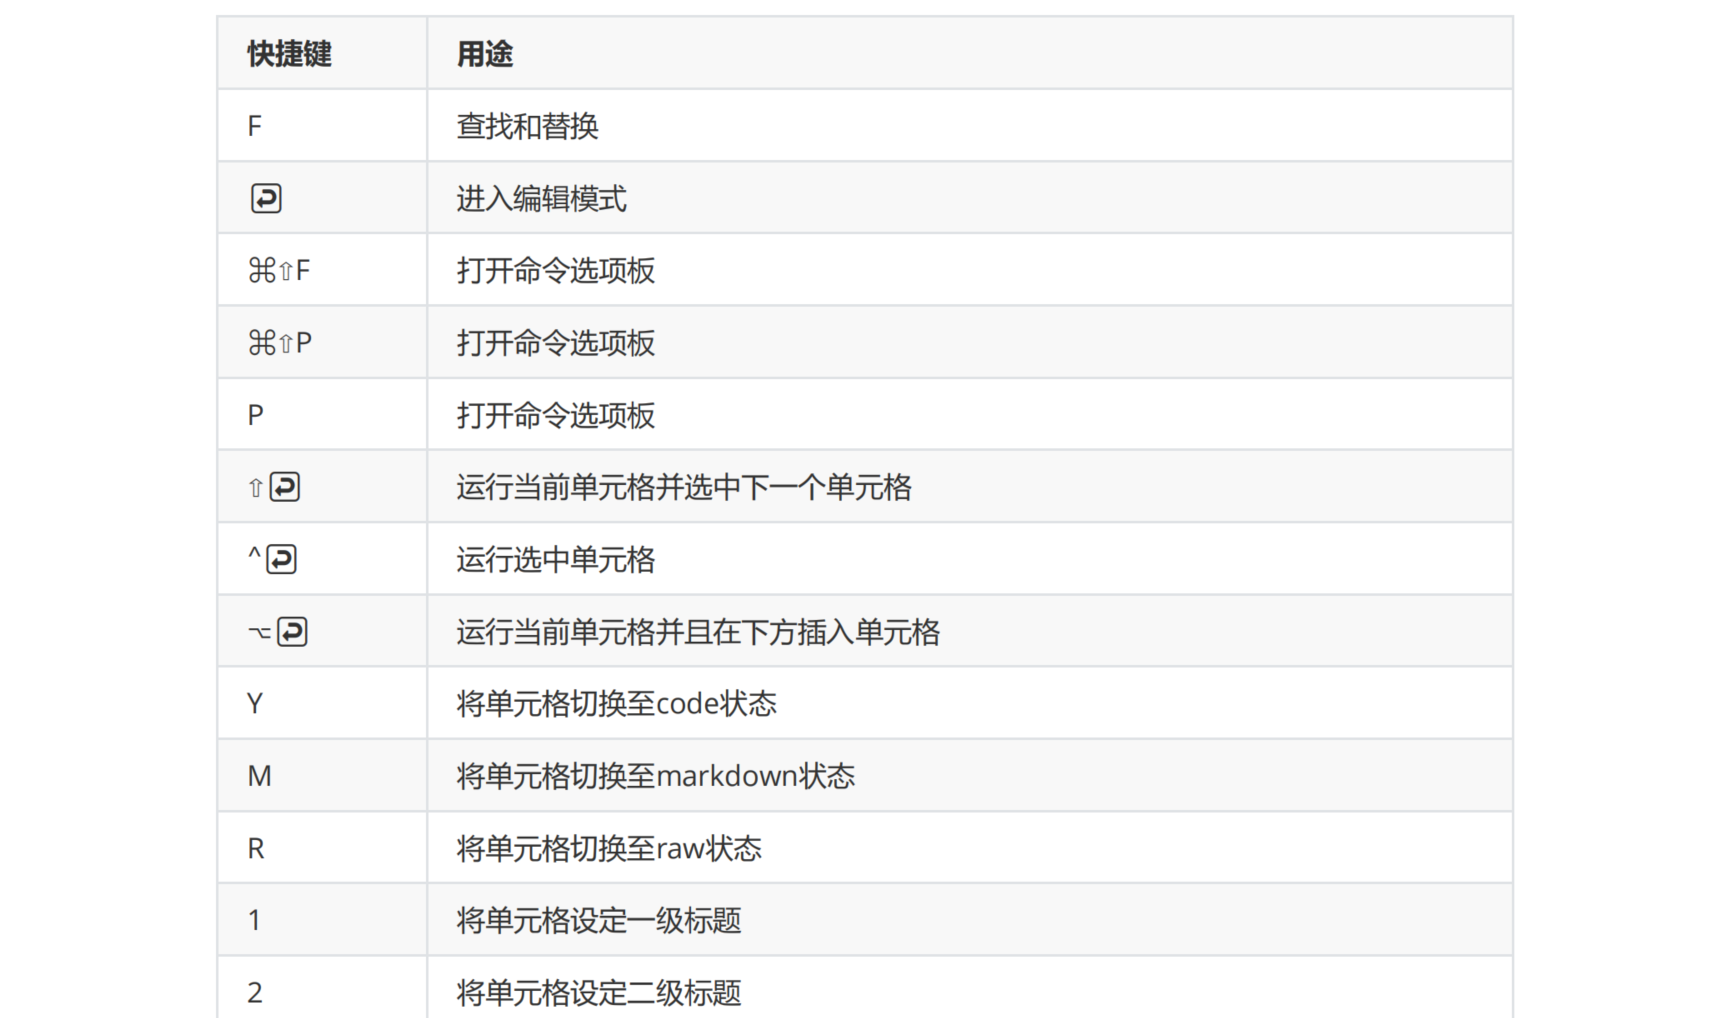 快捷键 用途
F 查找和替换
↩ 进入编辑模式
⌘⇧F 打开命令选项板
⌘⇧P 打开命令选项板
P 打开命令选项板
⇧↩ 运行当前单元格并选中下一个单元格
^↩ 运行选中单元格
⌥↩ 运行当前单元格并且在下方插入单元格
Y 将单元格切换至code状态
M 将单元格切换至markdown状态
R 将单元格切换至raw状态
1 将单元格设定一级标题
2 将单元格设定二级标题